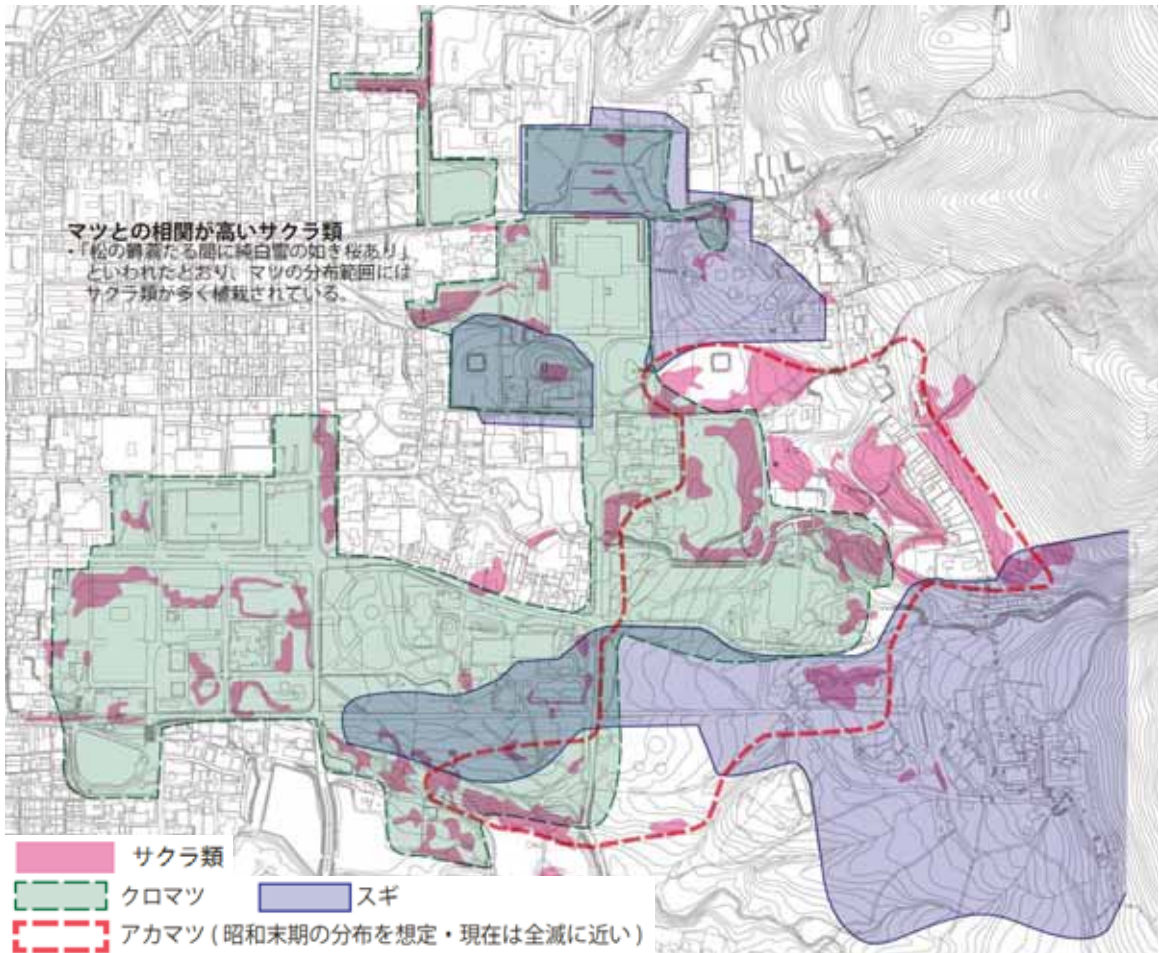 マツとの相関が高いサクラ類
・「松の鬱蒼たる間に純白雪の如き桜あり」
といわれたとおり、マツの分布範囲には
サクラ類が多く植栽されている。
サクラ類
クロマツ
スギ
アカマツ ( 昭和末期の分布を想定・現在は全滅に近い )